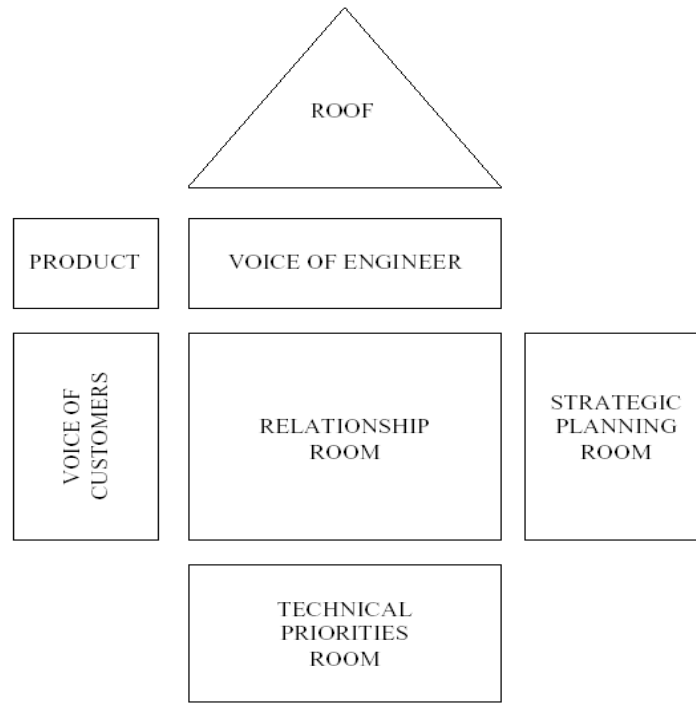 ROOF
PRODUCT
VOICE OF ENGINEER
VOICE OF
CUSTOMERS
RELATIONSHIP
ROOM
STRATEGIC
PLANNING
ROOM
TECHNICAL
PRIORITIES
ROOM